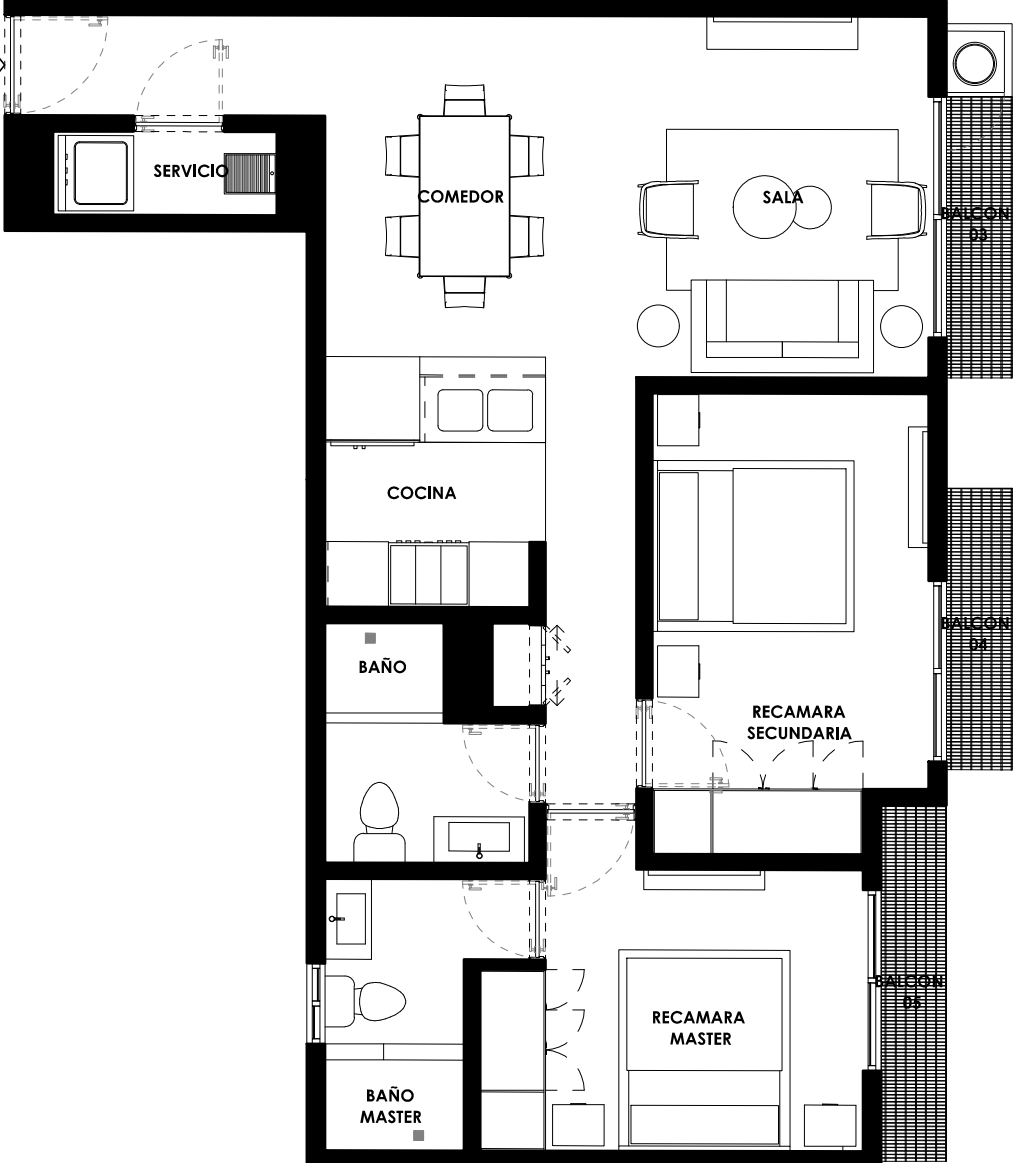 SERVICIO
COMEDOR
SALA
BALCON
03
COCINA
BAÑO
BALCON
04
RECAMARA
SECUNDARIA
BALCON
05
RECAMARA
MASTER
BAÑO
MASTER